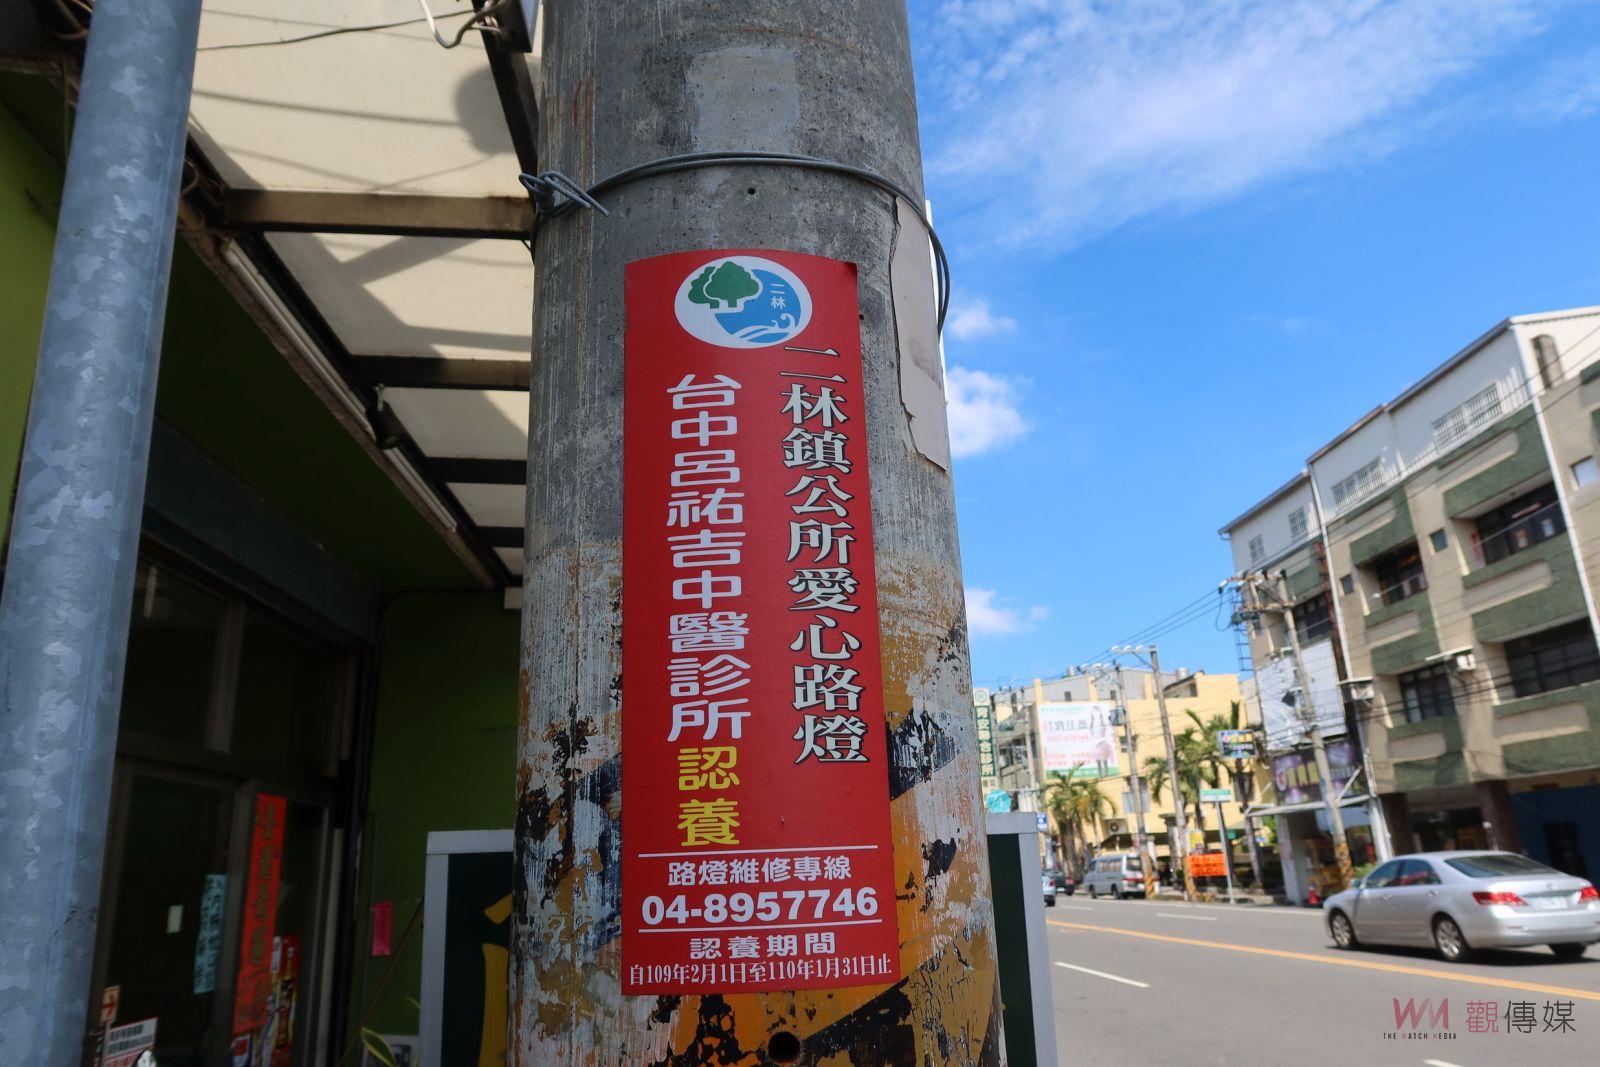 二林
二林鎮公所愛心路燈
台中呂祐吉中醫診所認養
路燈維修專線
04-8957746
認養期間
自109年2月1日至110年1月31日止
WM 觀傳媒
THE WATCH MEDIA